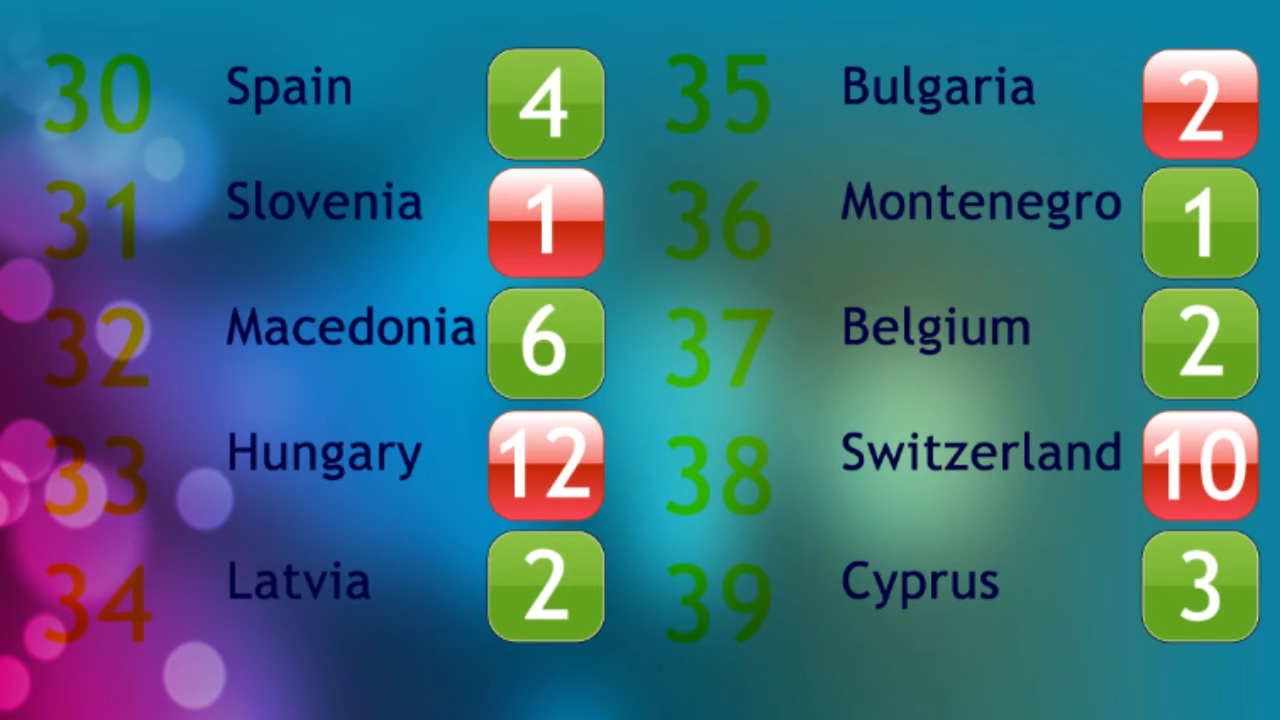 30 Spain 4
31 Slovenia 1
32 Macedonia 6
33 Hungary 12
34 Latvia 2
35 Bulgaria 2
36 Montenegro 1
37 Belgium 2
38 Switzerland 10
39 Cyprus 3